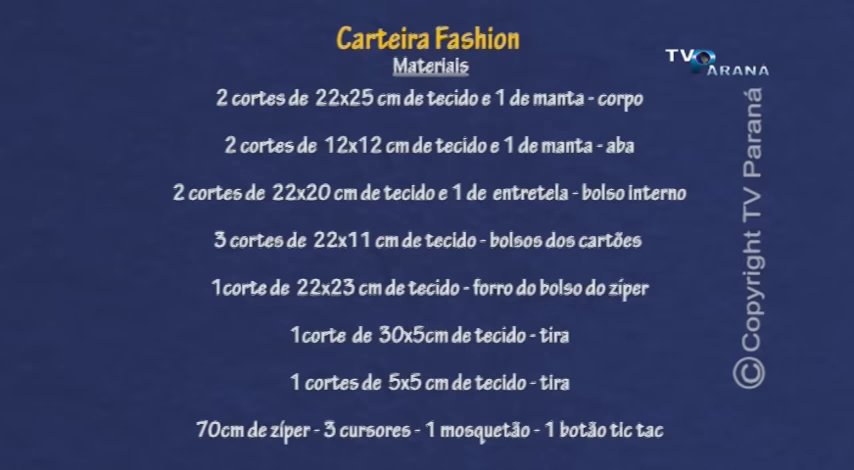 Carteira Fashion
Materiais
2 cortes de 22x25 cm de tecido e 1 de manta - corpo
2 cortes de 12x12 cm de tecido e 1 de manta - aba
2 cortes de 22x20 cm de tecido e 1 de entretela - bolso interno
3 cortes de 22x11 cm de tecido - bolsos dos cartões
1corte de 22x23 cm de tecido - forro do bolso do zíper
1corte de 30x5cm de tecido - tira
1 cortes de 5x5 cm de tecido - tira
70cm de zíper - 3 cursores - 1 mosquetão - 1 botão tic tac
TV PARANÁ
©Copyright TV Paraná